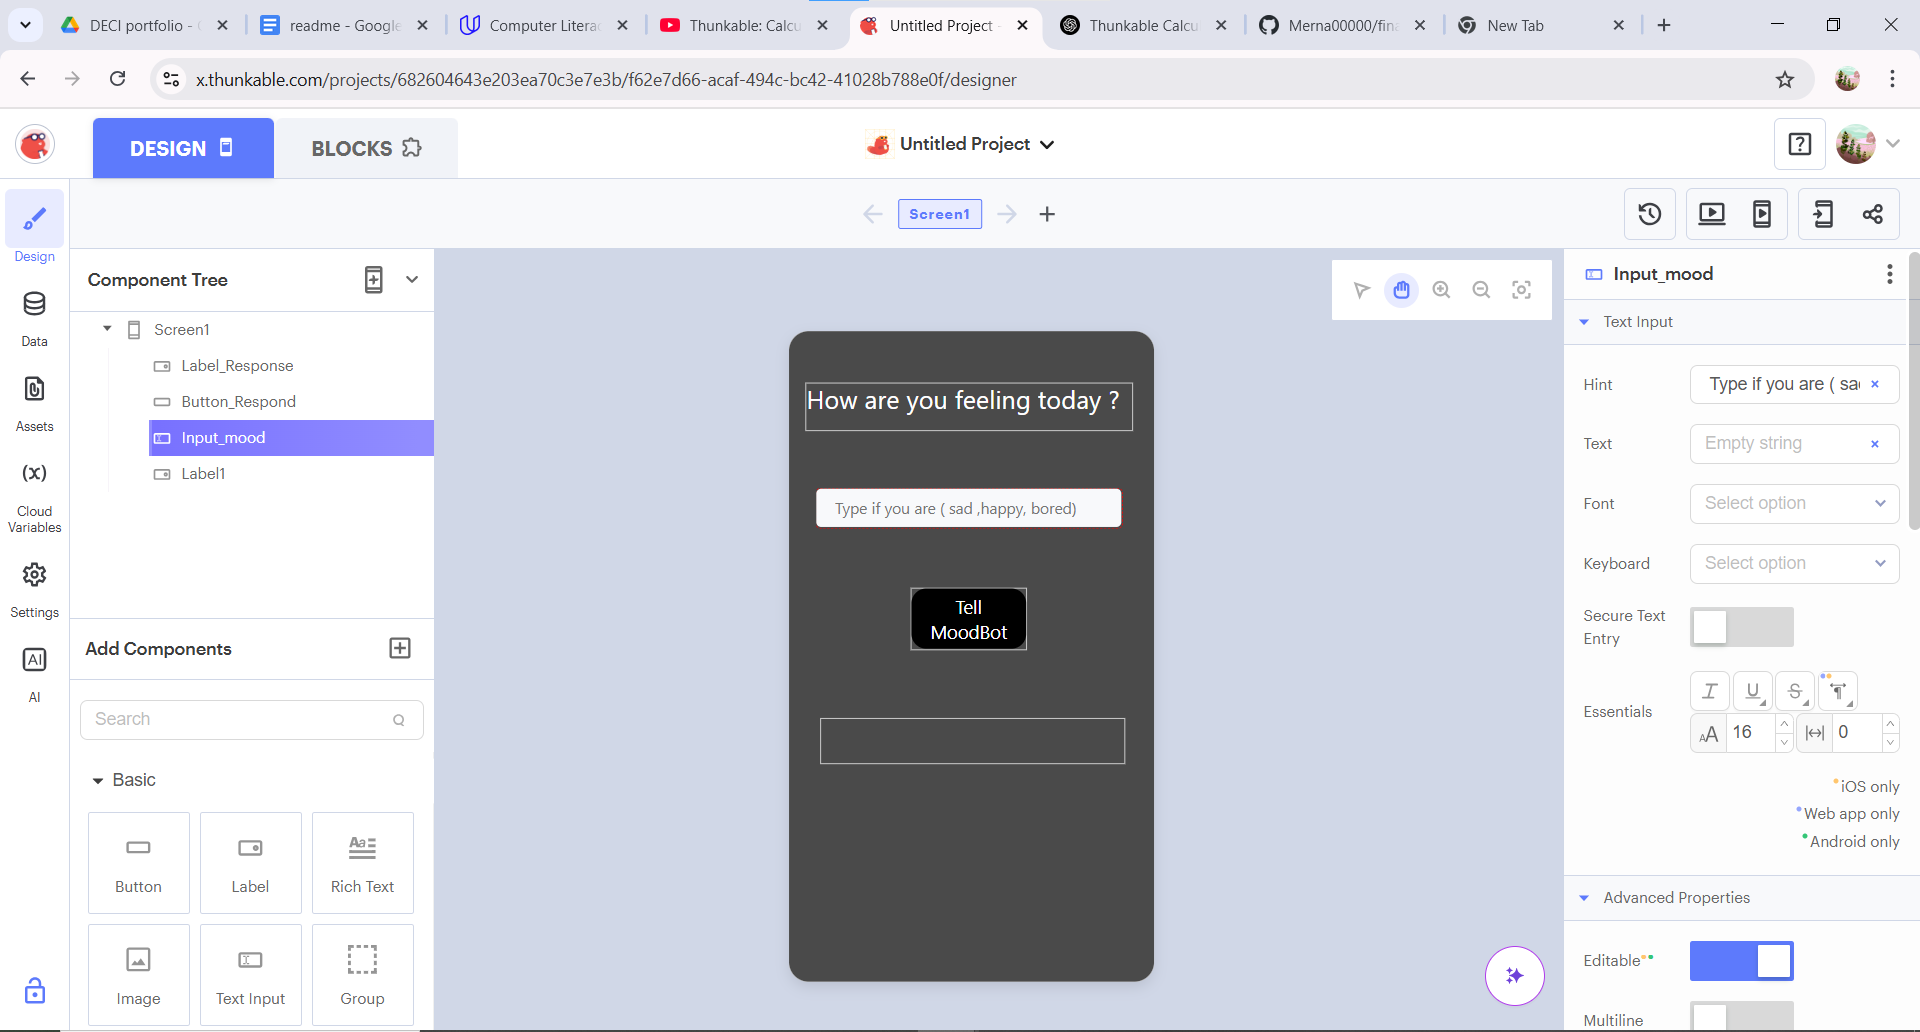 DECI portfolio -
readme - Google
Computer Litera
Thunkable: Calcu
Untitled Project -
Thunkable Calcu
Merna00000/fina
New Tab
x.thunkable.com/projects/682604643e203ea70c3e7e3b/f62e7d66-acaf-494c-bc42-41028b788e0f/designer
DESIGN
BLOCKS
Untitled Project
Screen1
Design
Data
Assets
Cloud
Variables
Settings
AI
AI
Component Tree
Screen1
Label_Response
Button_Respond
Input_mood
Label1
Add Components
Search
Basic
Button
Label
Rich Text
Image
Text Input
Group
How are you feeling today ?
Type if you are ( sad ,happy, bored)
Tell
MoodBot
Input_mood
Text Input
Hint
Type if you are ( sad
Text
Empty string
Font
Select option
Keyboard
Select option
Secure Text
Entry
Essentials
16
0
iOS only
Web app only
Android only
Advanced Properties
Editable
Multiline